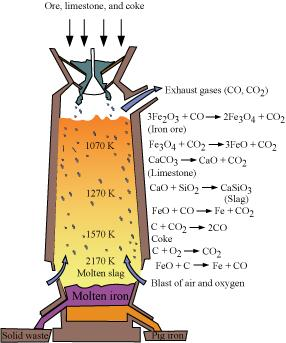 Ore, limestone, and coke
Exhaust gases (CO, CO₂)
3Fe₂O₃ + CO → 2Fe₃O₄ + CO₂
(Iron ore)
Fe₃O₄ + CO₂ → 3FeO + CO₂
CaCO₃ → CaO + CO₂
(Limestone)
CaO + SiO₂ → CaSiO₃
(Slag)
FeO + CO → Fe + CO₂
C + CO₂ → 2CO
Coke
C + O₂ → CO₂
FeO + C → Fe + CO
Blast of air and oxygen
1070 K
1270 K
1570 K
2170 K
Molten slag
Molten iron
Solid waste
Pig iron